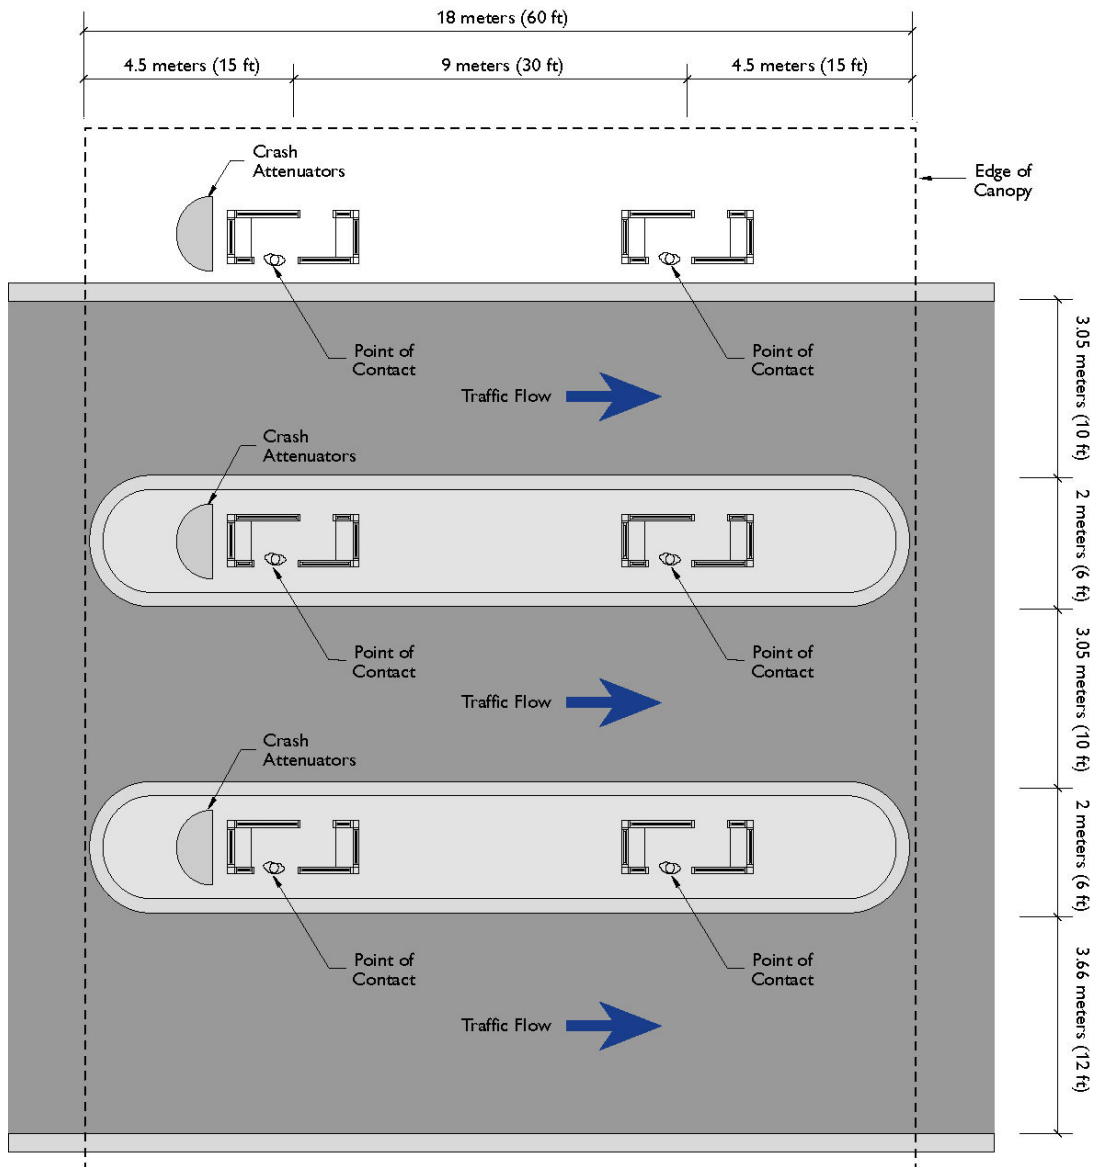 18 meters (60 ft)
4.5 meters (15 ft)
9 meters (30 ft)
4.5 meters (15 ft)
Crash
Attenuators
Edge of
Canopy
Point of
Contact
Point of
Contact
Traffic Flow
3.05 meters (10 ft)
Crash
Attenuators
2 meters (6 ft)
Point of
Contact
Point of
Contact
Traffic Flow
3.05 meters (10 ft)
Crash
Attenuators
2 meters (6 ft)
Point of
Contact
Point of
Contact
Traffic Flow
3.66 meters (12 ft)